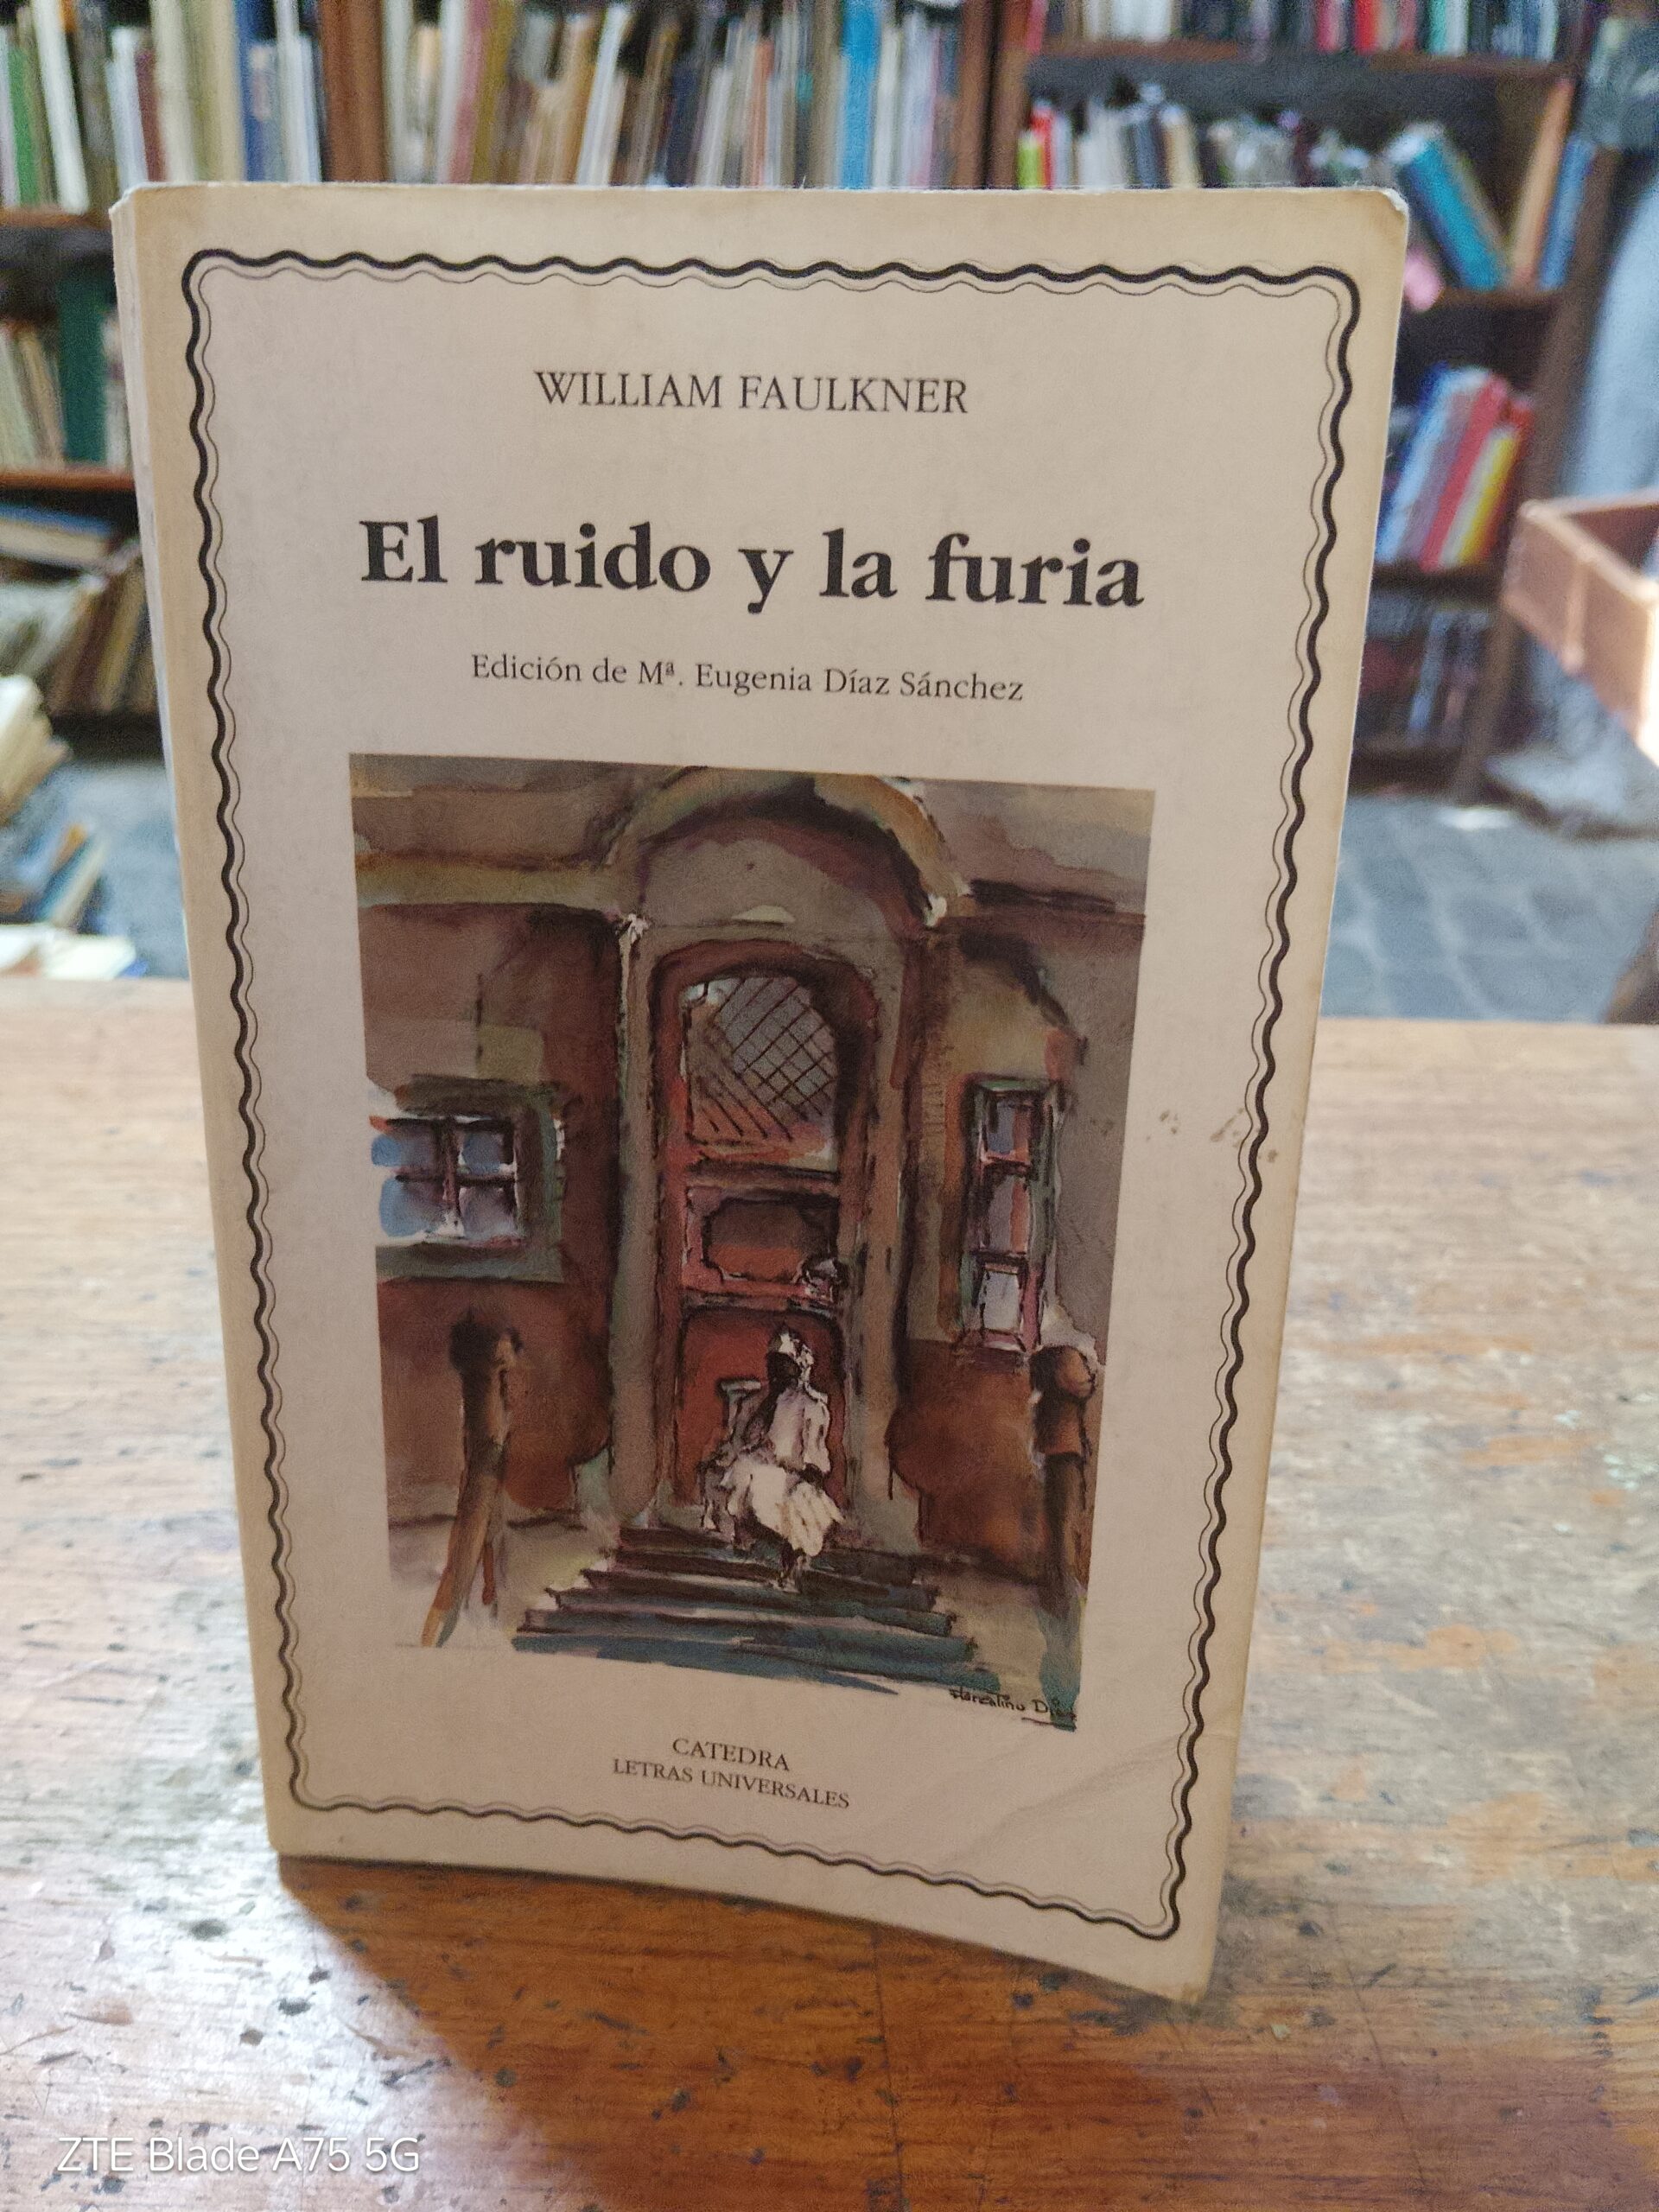 WILLIAM FAULKNER
El ruido y la furia
Edición de Mª. Eugenia Díaz Sánchez
CATEDRA
LETRAS UNIVERSALES
ZTE Blade A75 5G